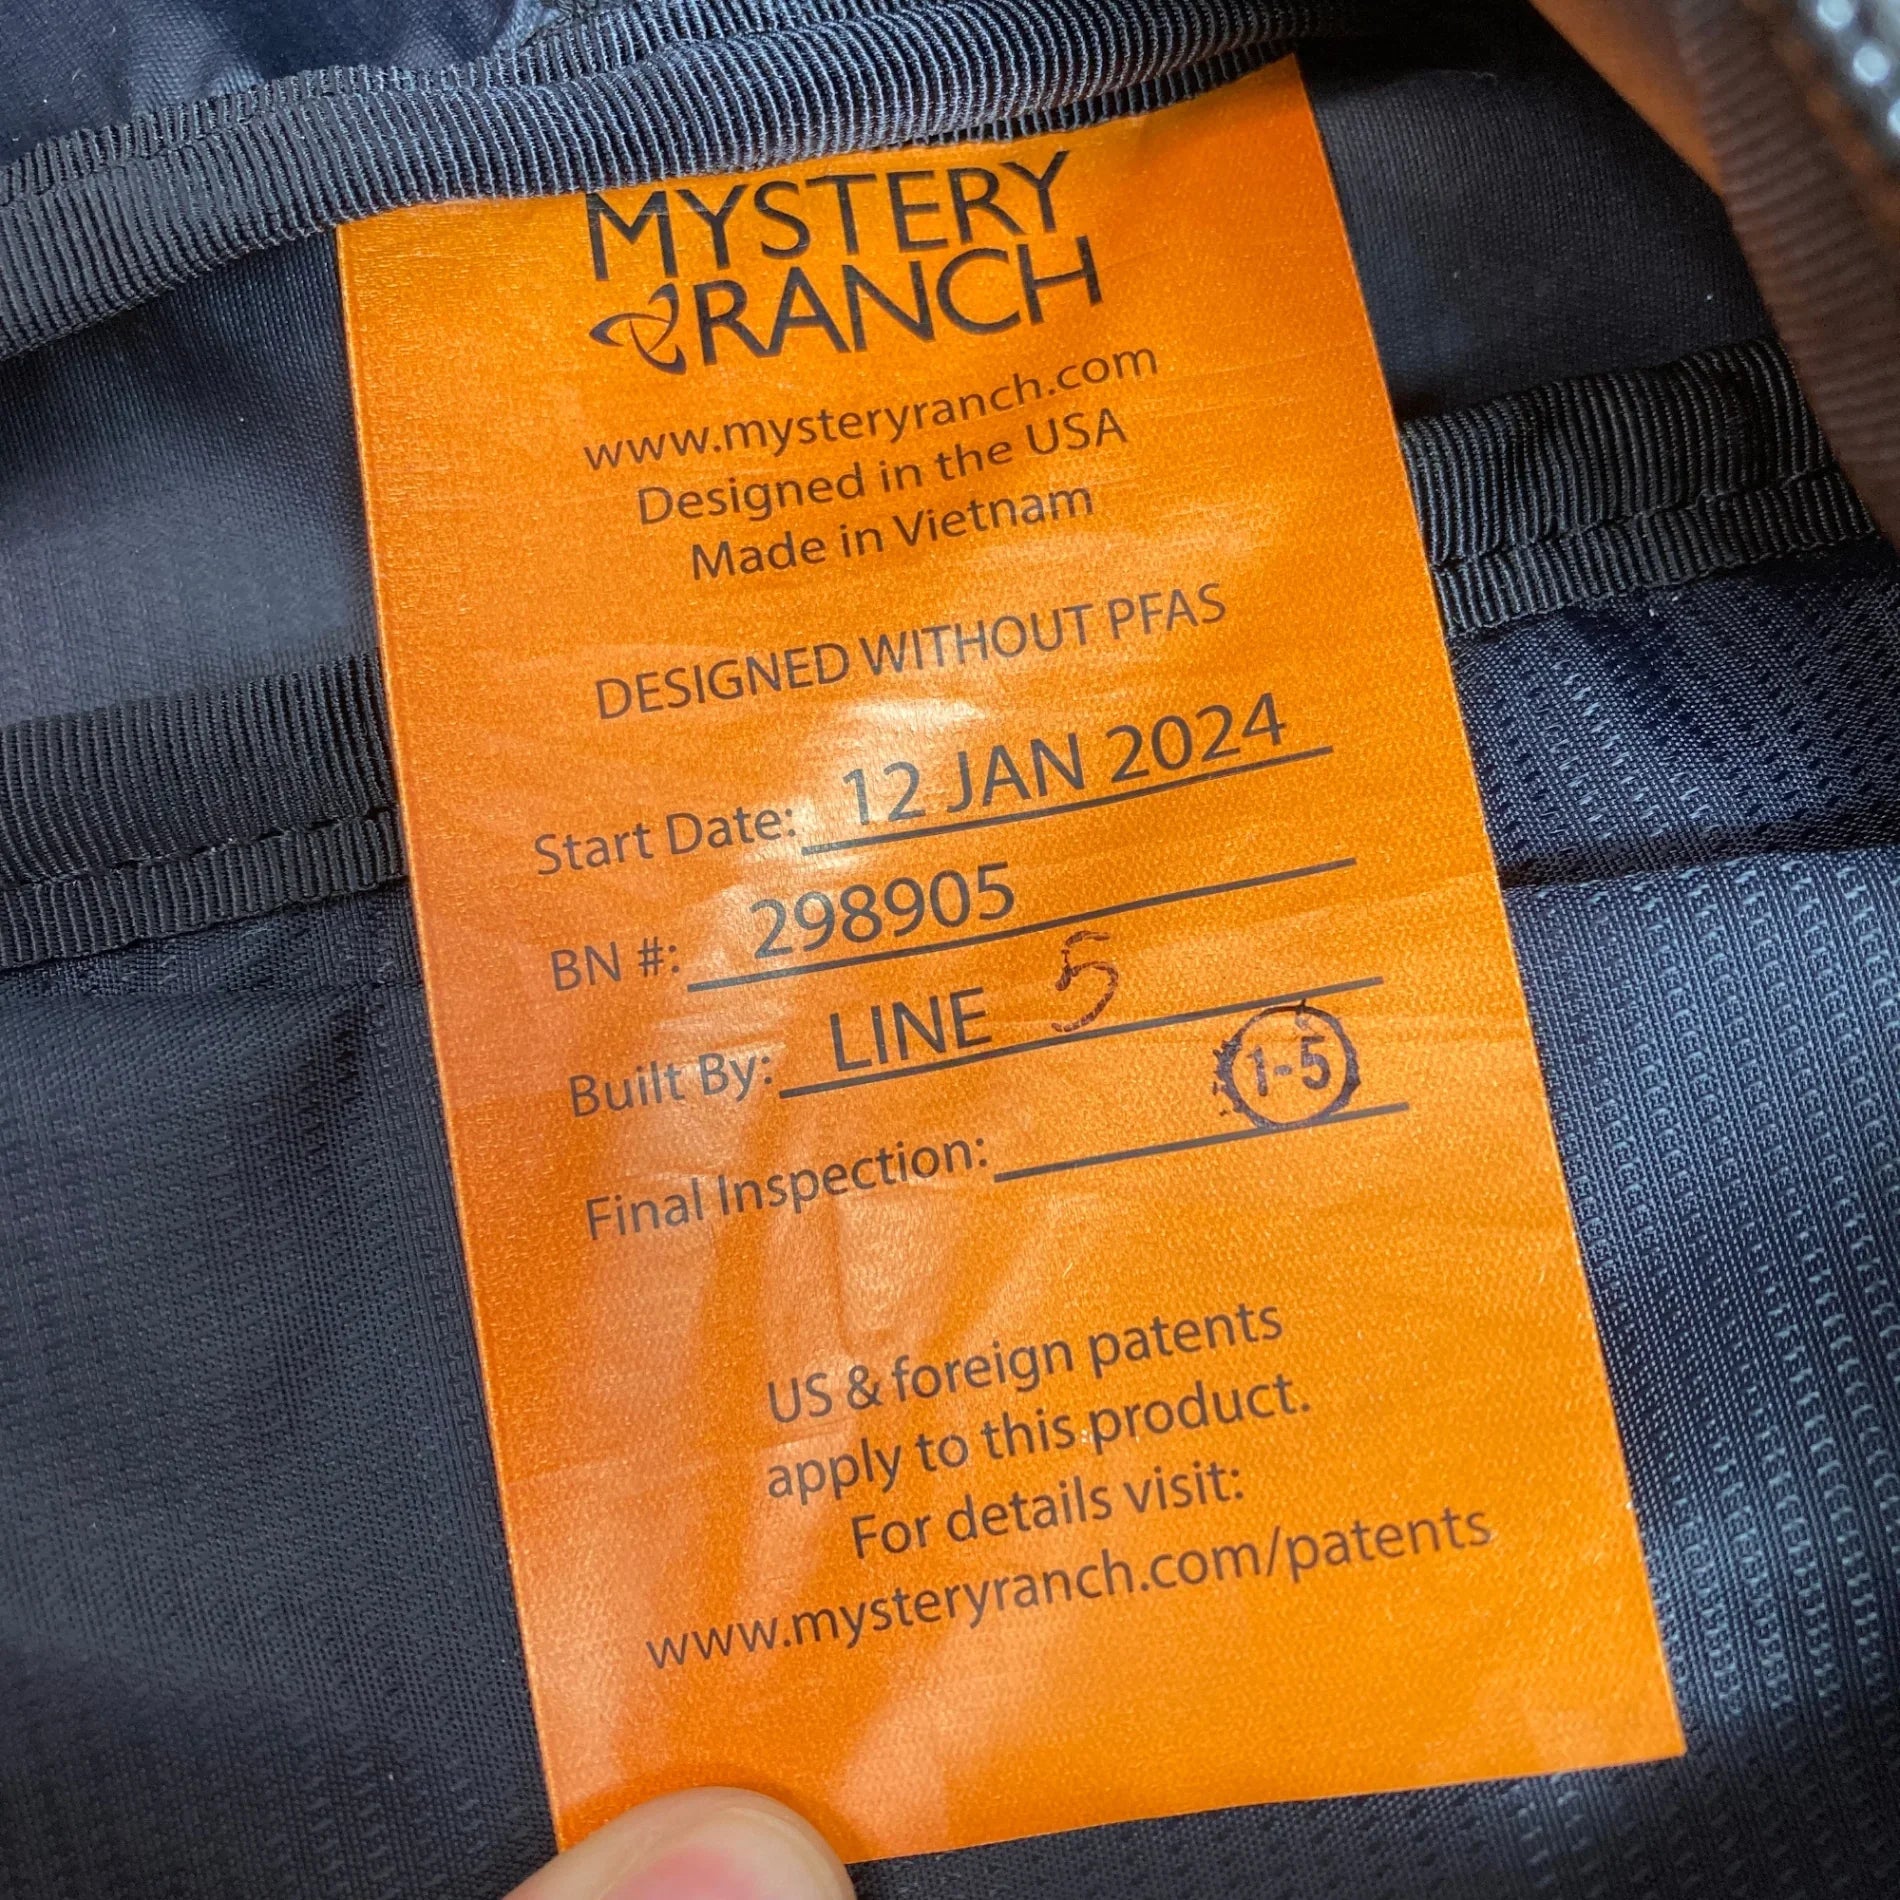 MYSTERY
RANCH
www.mysteryranch.com
Designed in the USA
Made in Vietnam
DESIGNED WITHOUT PFAS
Start Date: 12 JAN 2024
BN #: 298905
Built By: LINE 5
Final Inspection: 1-5
US & foreign patents
apply to this product.
For details visit:
www.mysteryranch.com/patents